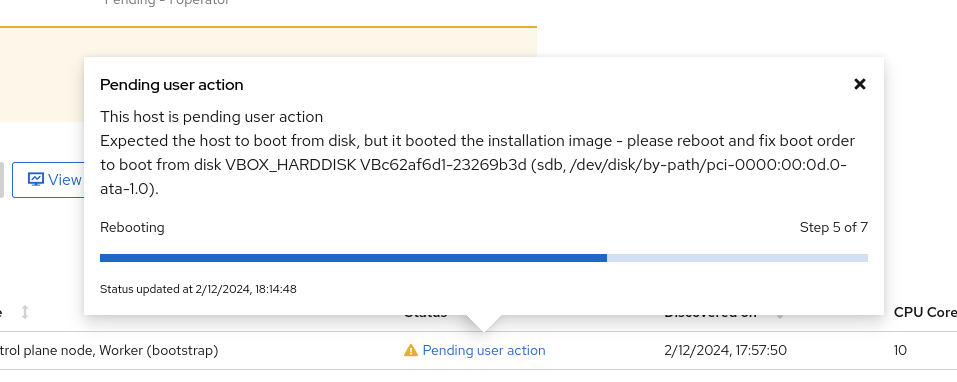 Pending - 1 operator
Pending user action
This host is pending user action
Expected the host to boot from disk, but it booted the installation image - please reboot and fix boot order
to boot from disk VBOX_HARDDISK VBc62af6d1-23269b3d (sdb, /dev/disk/by-path/pci-0000:00:0d.0-
ata-1.0).
View
Rebooting
Step 5 of 7
Status updated at 2/12/2024, 18:14:48
Status
Discovered on
CPU Core
trol plane node, Worker (bootstrap)
Pending user action
2/12/2024, 17:57:50
10